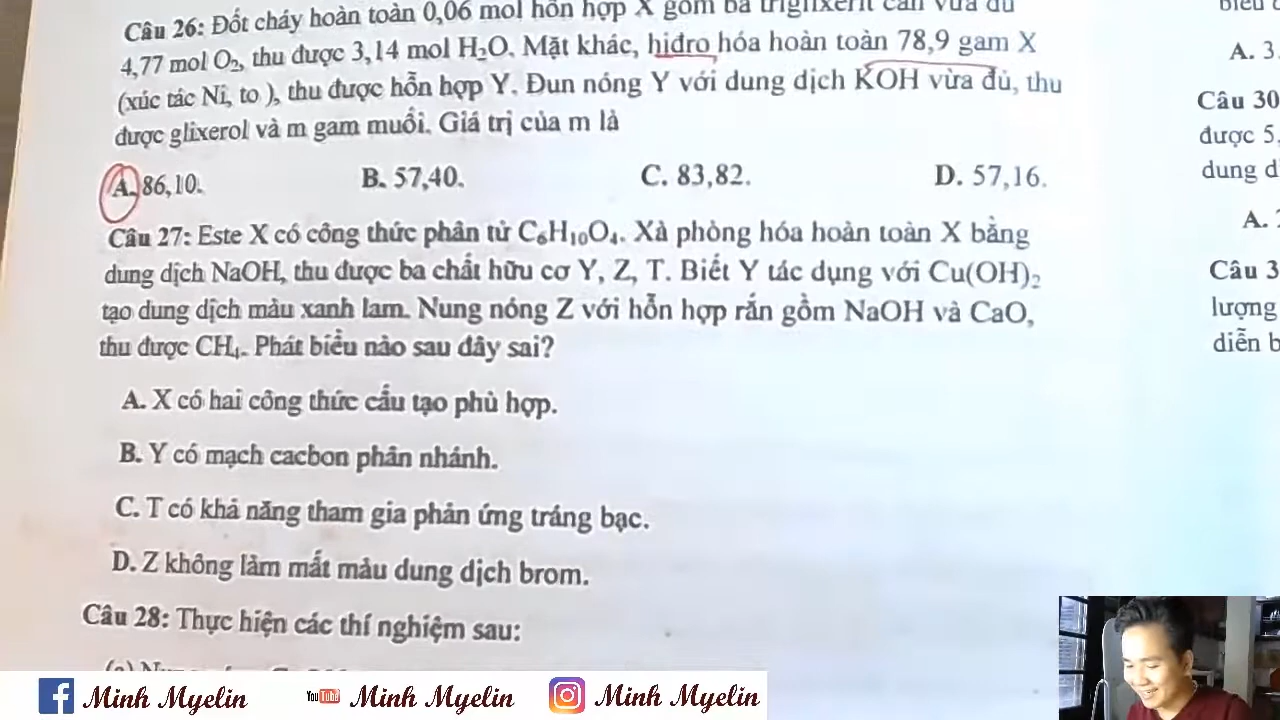 Câu 26: Đốt cháy hoàn toàn 0,06 mol hỗn hợp X gồm ba triglixerit cần vừa đủ
4,77 mol O₂, thu được 3,14 mol H₂O. Mặt khác, hiđro hóa hoàn toàn 78,9 gam X
(xúc tác Ni, to ), thu được hỗn hợp Y. Đun nóng Y với dung dịch KOH vừa đủ, thu
được glixerol và m gam muối. Giá trị của m là
A. 86,10. B. 57,40. C. 83,82. D. 57,16.
Câu 27: Este X có công thức phân tử C₆H₁₀O₄. Xà phòng hóa hoàn toàn X bằng
dung dịch NaOH, thu được ba chất hữu cơ Y, Z, T. Biết Y tác dụng với Cu(OH)₂
tạo dung dịch màu xanh lam. Nung nóng Z với hỗn hợp rắn gồm NaOH và CaO,
thu được CH₄. Phát biểu nào sau đây sai?
A. X có hai công thức cấu tạo phù hợp.
B. Y có mạch cacbon phân nhánh.
C. T có khả năng tham gia phản ứng tráng bạc.
D. Z không làm mất màu dung dịch brom.
Câu 28: Thực hiện các thí nghiệm sau:
A. 3
Câu 30
được 5,
dung d
A.
Câu 3
lượng
diễn b
Minh Myelin
YouTube Minh Myelin
Minh Myelin